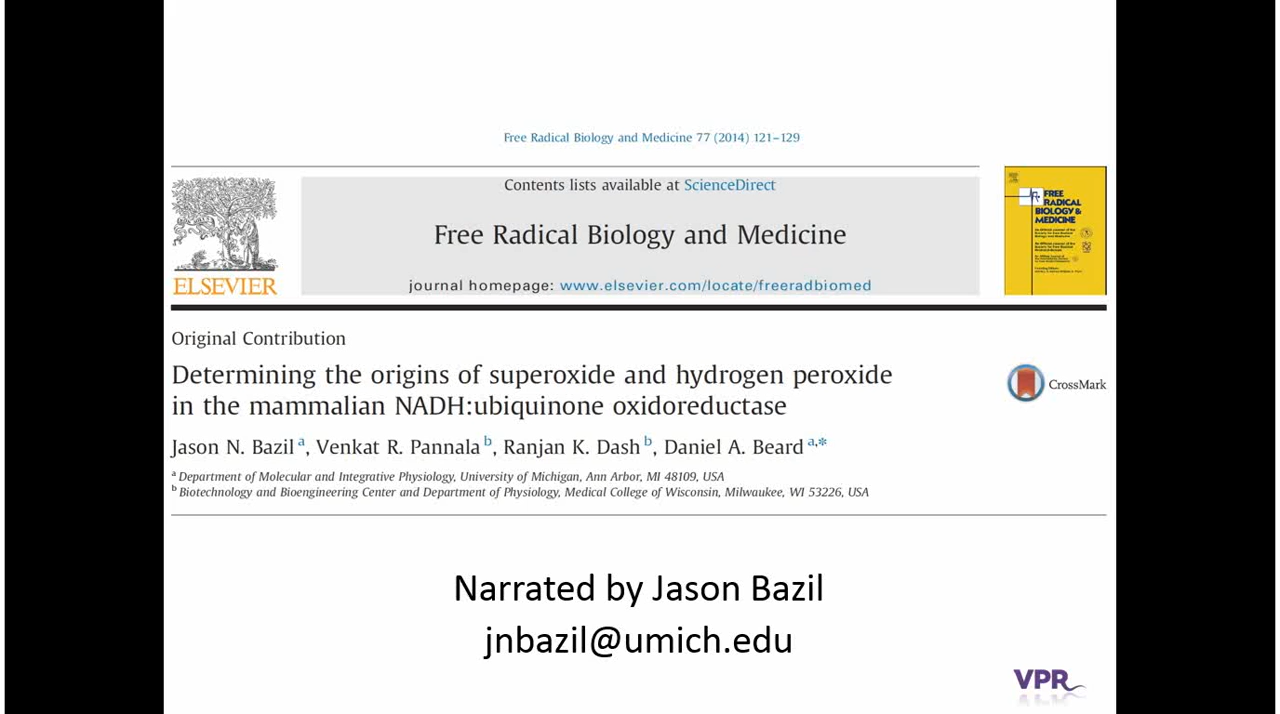 Free Radical Biology and Medicine 77 (2014) 121–129
Contents lists available at ScienceDirect
Free Radical Biology and Medicine
journal homepage: www.elsevier.com/locate/freeradbiomed
ELSEVIER
FREE
RADICAL
BIOLOGY &
MEDICINE
Original Contribution
Determining the origins of superoxide and hydrogen peroxide
in the mammalian NADH:ubiquinone oxidoreductase
CrossMark
Jason N. Bazil a, Venkat R. Pannala b, Ranjan K. Dash b, Daniel A. Beard a,*
a Department of Molecular and Integrative Physiology, University of Michigan, Ann Arbor, MI 48109, USA
b Biotechnology and Bioengineering Center and Department of Physiology, Medical College of Wisconsin, Milwaukee, WI 53226, USA
Narrated by Jason Bazil
jnbazil@umich.edu
VPR